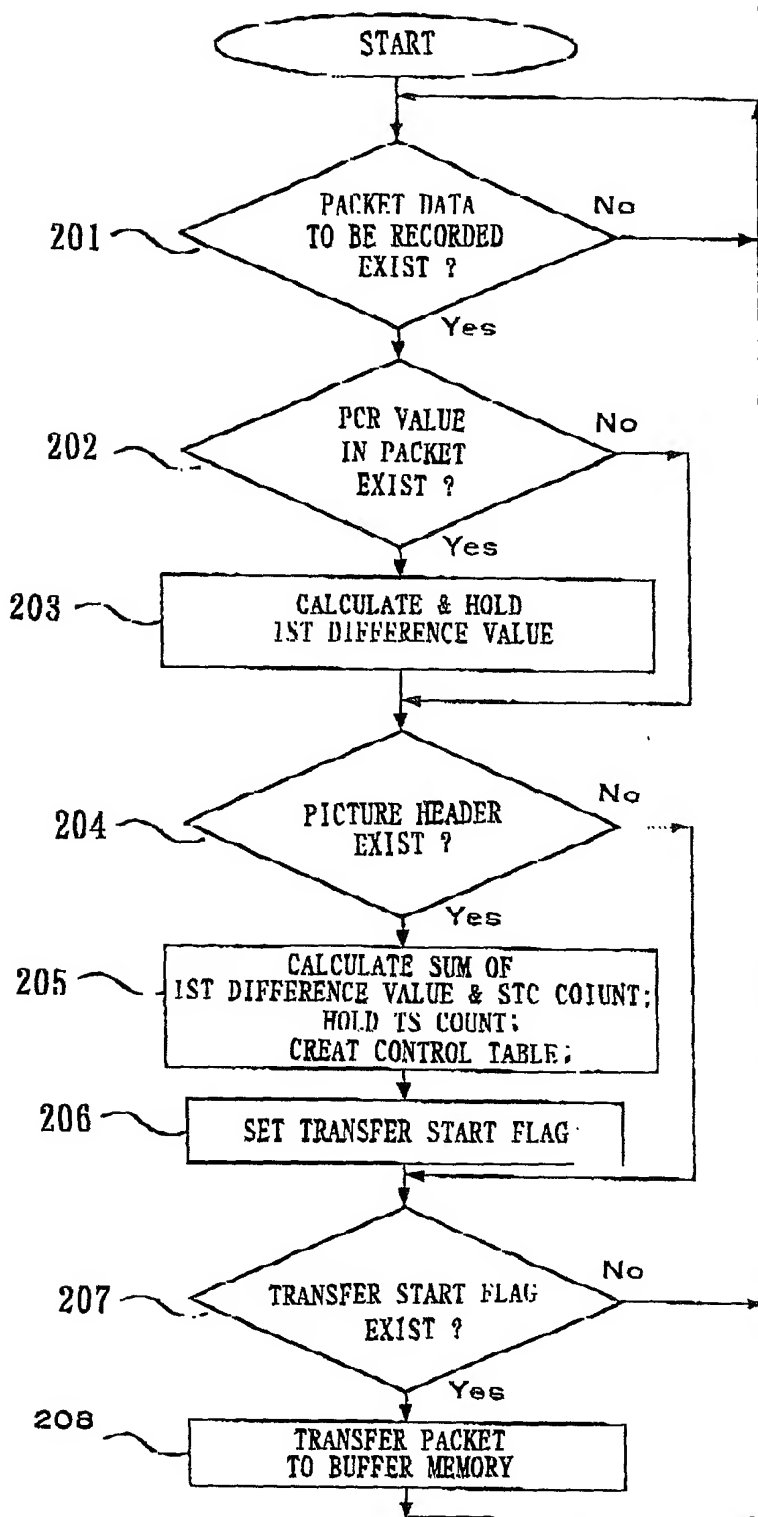 START
PACKET DATA
TO BE RECORDED
EXIST ?
No
201
Yes
PCR VALUE
IN PACKET
EXIST ?
No
202
Yes
CALCULATE & HOLD
1ST DIFFERENCE VALUE
203
PICTURE HEADER
EXIST ?
No
204
Yes
CALCULATE SUM OF
1ST DIFFERENCE VALUE & STC COIUNT;
HOLD TS COUNT;
CREAT CONTROL TABLE;
205
SET TRANSFER START FLAG
206
TRANSFER START FLAG
EXIST ?
No
207
Yes
TRANSFER PACKET
TO BUFFER MEMORY
208